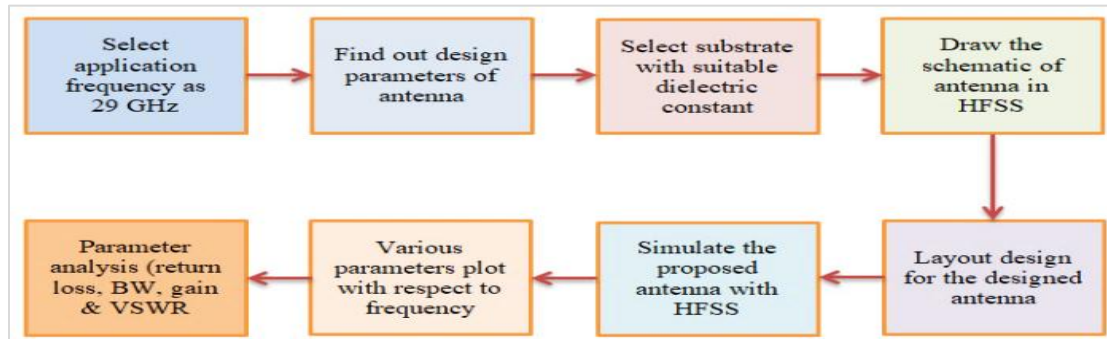 Select
application
frequency as
29 GHz
Find out design
parameters of
antenna
Select substrate
with suitable
dielectric
constant
Draw the
schematic of
antenna in
HFSS
Layout design
for the designed
antenna
Simulate the
proposed
antenna with
HFSS
Various
parameters plot
with respect to
frequency
Parameter
analysis (return
loss, BW, gain
& VSWR